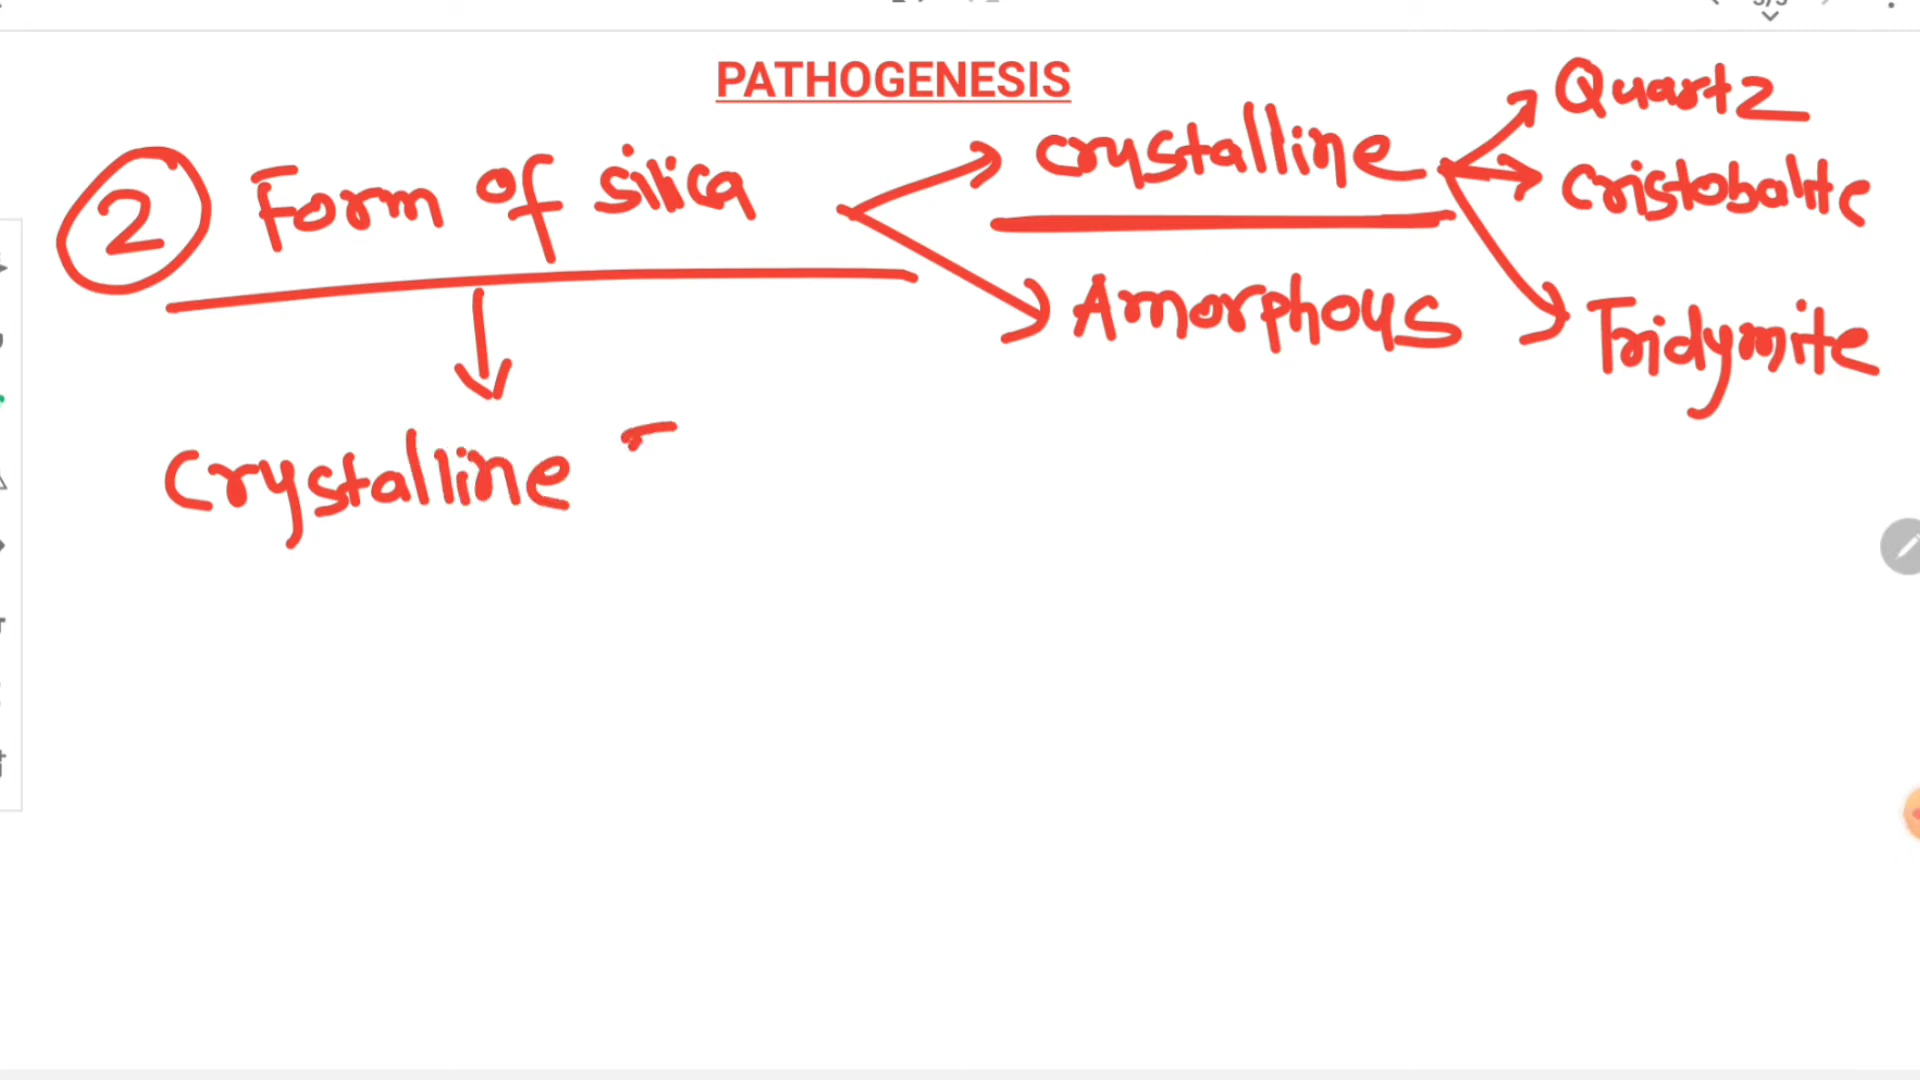 PATHOGENESIS
2 Form of silica
crystalline
Amorphous
Quartz
Cristobalite
Tridymite
Crystalline